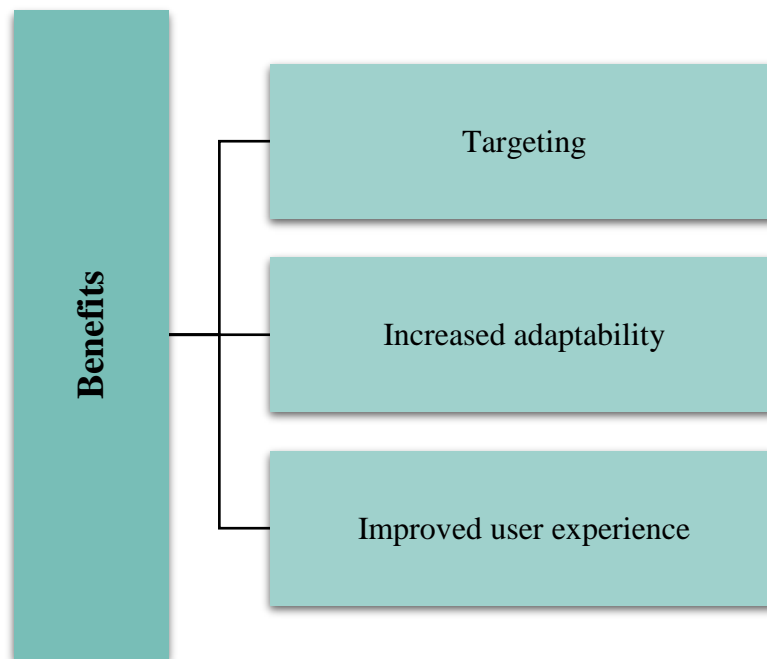 Benefits
Targeting
Increased adaptability
Improved user experience